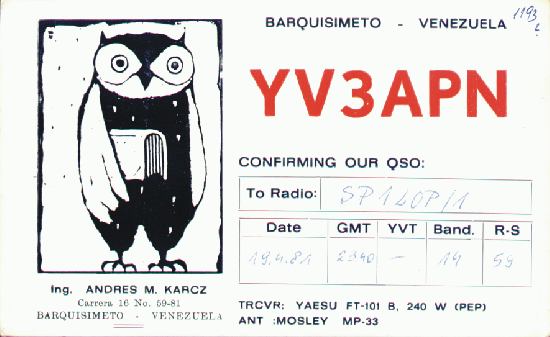 BARQUISIMETO - VENEZUELA 1193
YV3APN
CONFIRMING OUR QSO:
To Radio: SP1LOP/1
Date GMT YVT Band. R-S
19.4.81 2340 — 14 59
TRCVR: YAESU FT-101 B, 240 W (PEP)
ANT :MOSLEY MP-33
Ing. ANDRES M. KARCZ
Carrera 16 No. 59-81
BARQUISIMETO - VENEZUELA